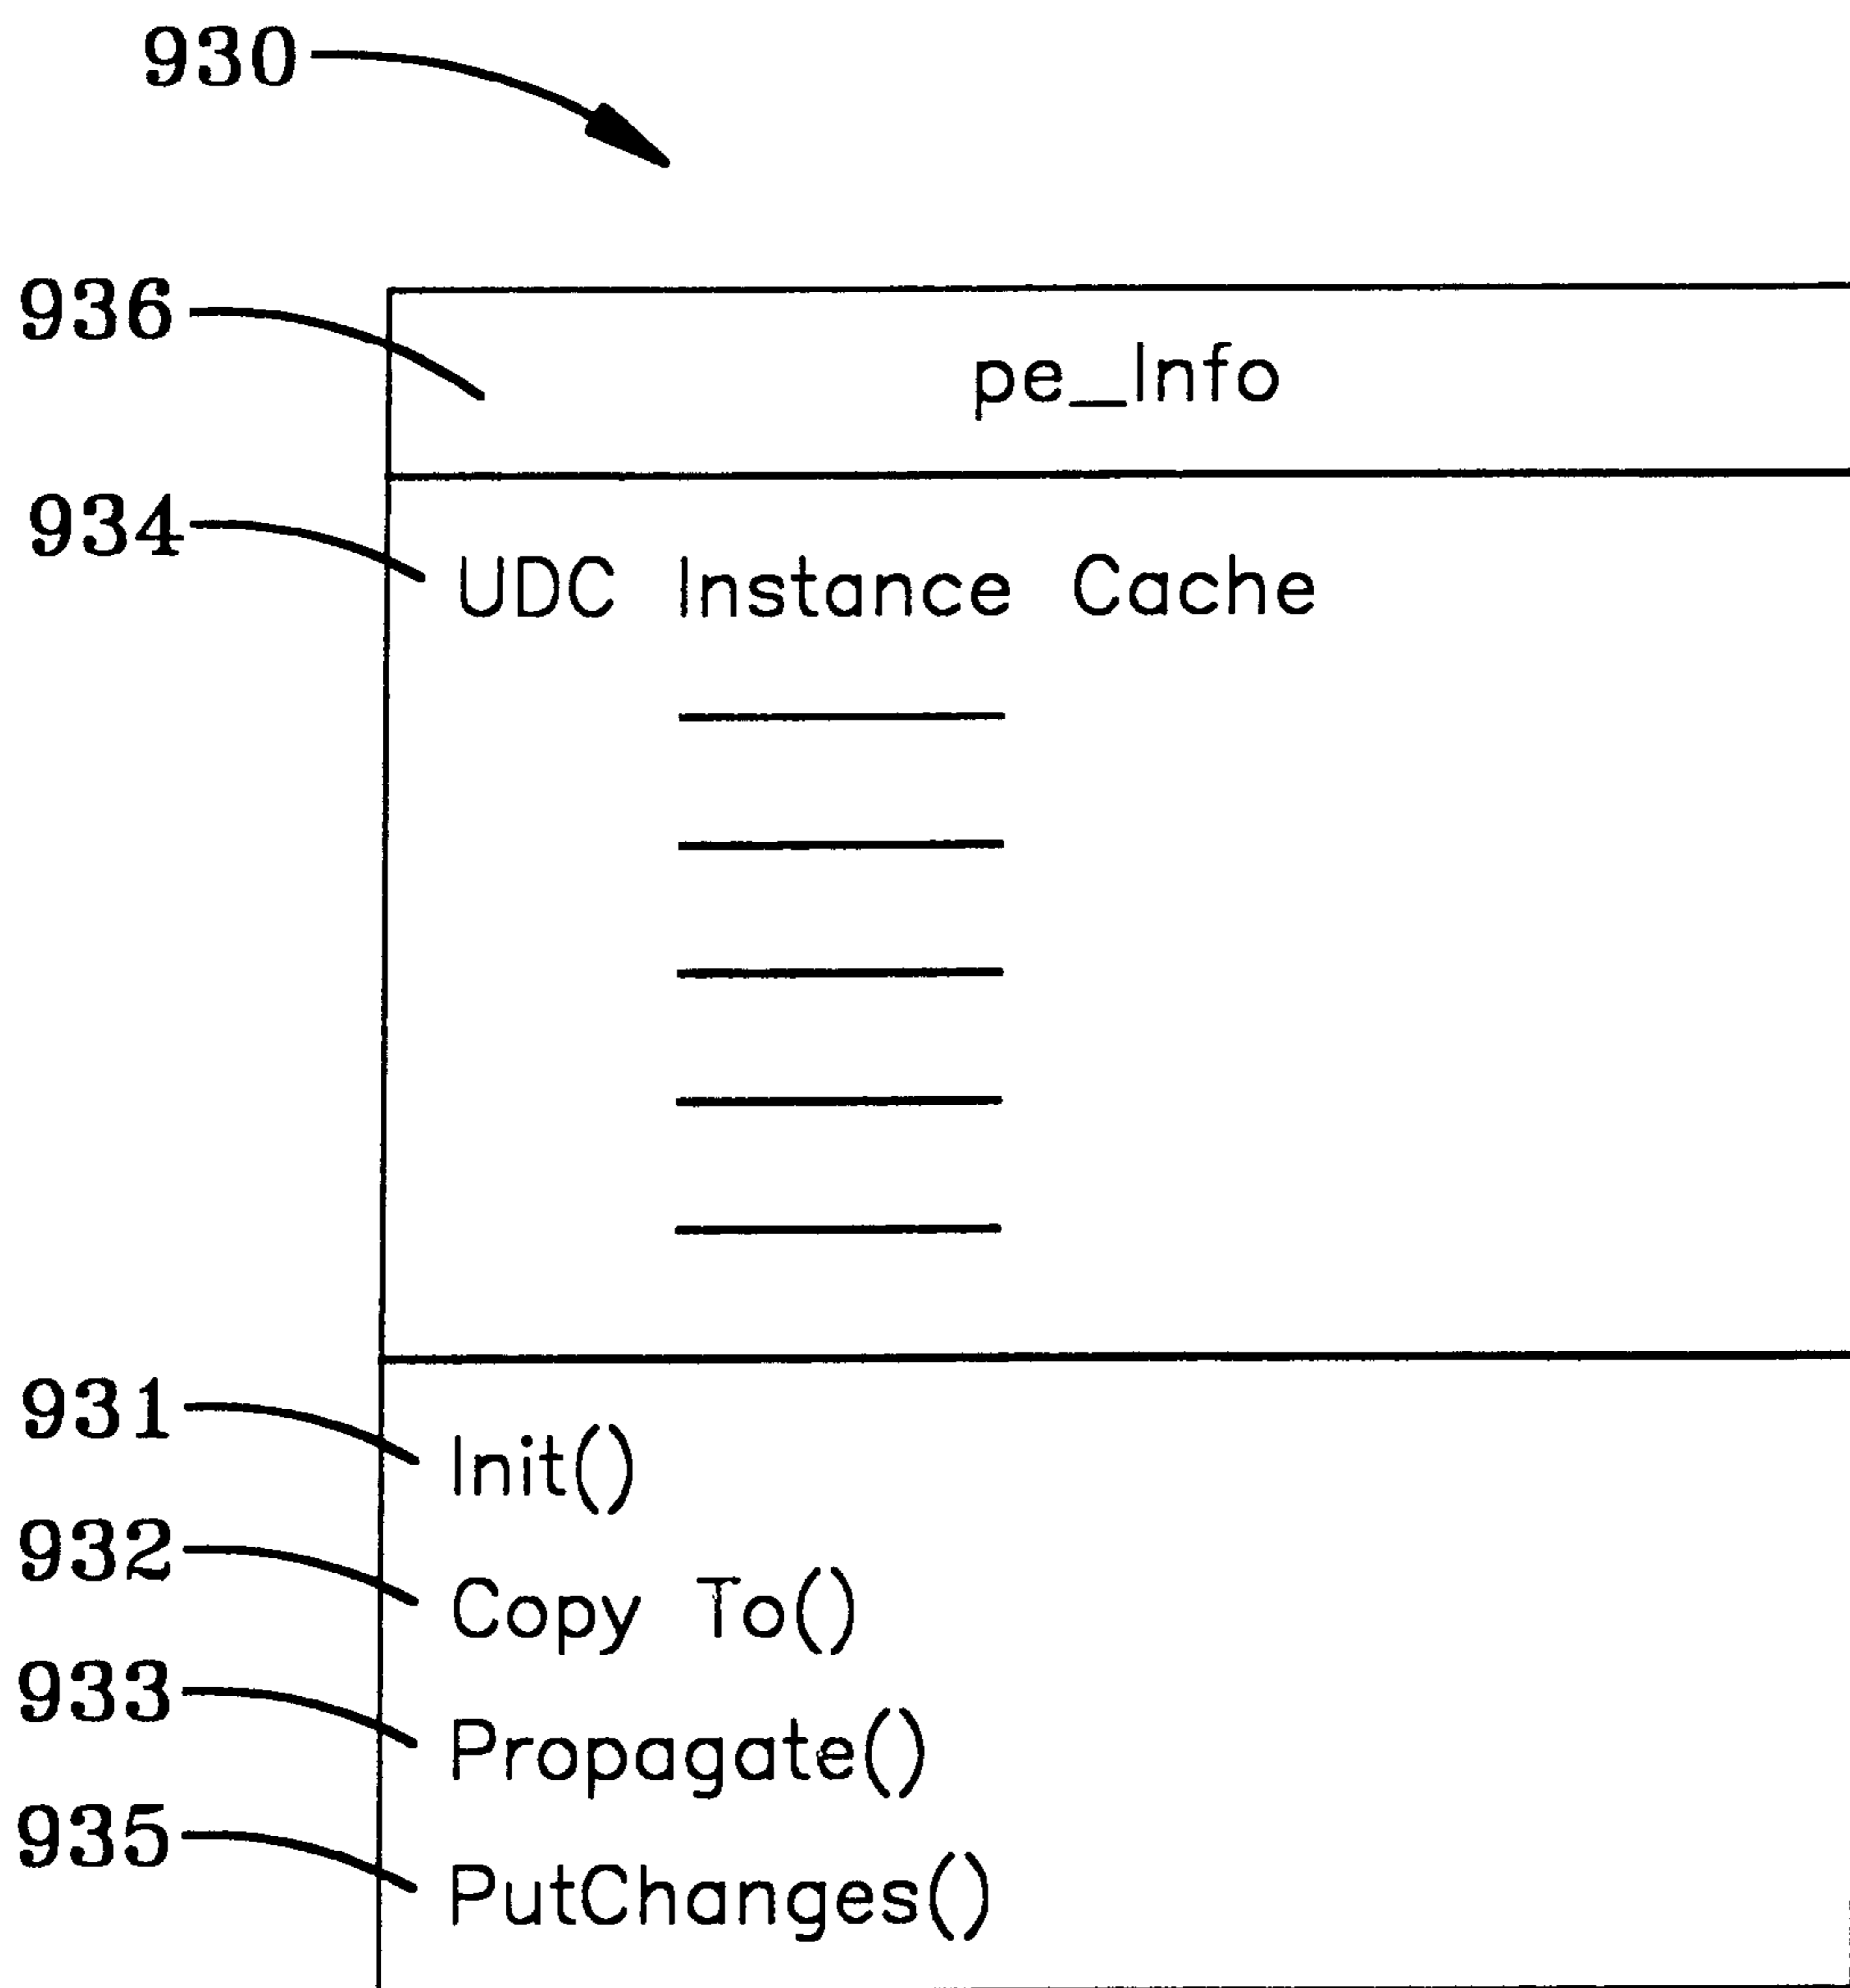 930
936 pe_Info
934 UDC Instance Cache
931 Init()
932 Copy To()
933 Propagate()
935 PutChanges()